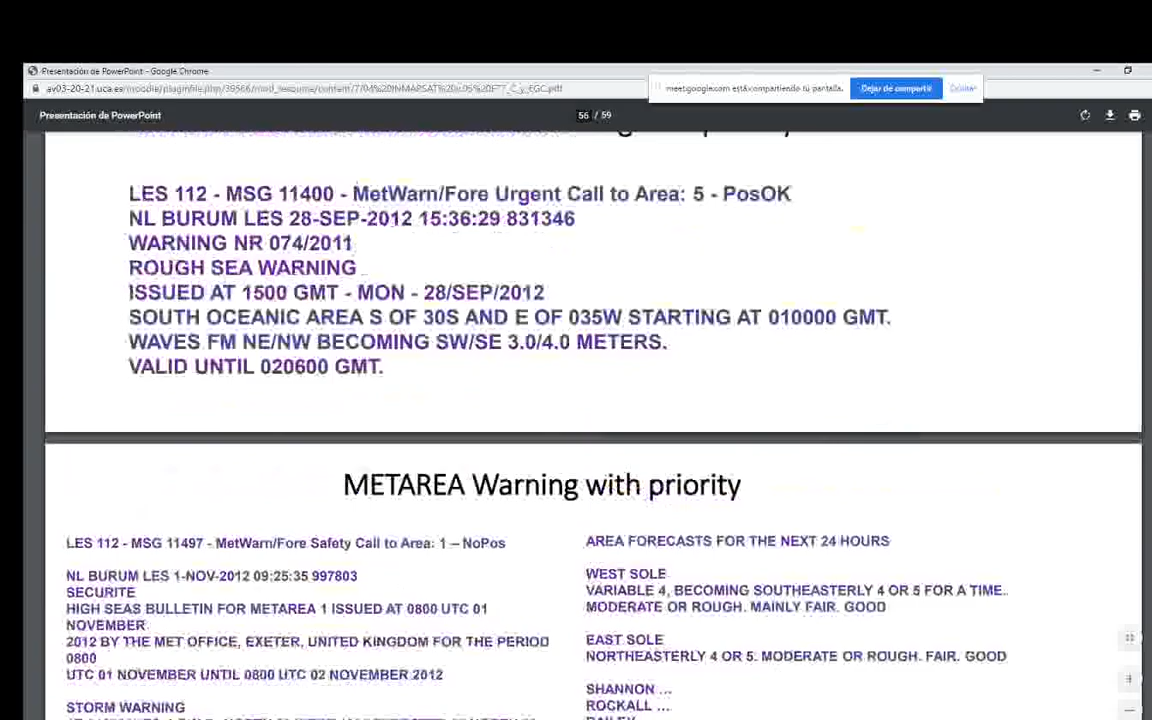 Presentación de PowerPoint - Google Chrome
meet.google.com está compartiendo tu pantalla.
Dejar de compartir
Ocultar
Presentación de PowerPoint
56 / 59
LES 112 - MSG 11400 - MetWarn/Fore Urgent Call to Area: 5 - PosOK
NL BURUM LES 28-SEP-2012 15:36:29 831346
WARNING NR 074/2011
ROUGH SEA WARNING
ISSUED AT 1500 GMT - MON - 28/SEP/2012
SOUTH OCEANIC AREA S OF 30S AND E OF 035W STARTING AT 010000 GMT.
WAVES FM NE/NW BECOMING SW/SE 3.0/4.0 METERS.
VALID UNTIL 020600 GMT.
METAREA Warning with priority
LES 112 - MSG 11497 - MetWarn/Fore Safety Call to Area: 1 – NoPos
NL BURUM LES 1-NOV-2012 09:25:35 997803
SECURITE
HIGH SEAS BULLETIN FOR METAREA 1 ISSUED AT 0800 UTC 01
NOVEMBER
2012 BY THE MET OFFICE, EXETER, UNITED KINGDOM FOR THE PERIOD
0800
UTC 01 NOVEMBER UNTIL 0800 UTC 02 NOVEMBER 2012
STORM WARNING
AREA FORECASTS FOR THE NEXT 24 HOURS
WEST SOLE
VARIABLE 4, BECOMING SOUTHEASTERLY 4 OR 5 FOR A TIME.
MODERATE OR ROUGH. MAINLY FAIR. GOOD
EAST SOLE
NORTHEASTERLY 4 OR 5. MODERATE OR ROUGH. FAIR. GOOD
SHANNON ...
ROCKALL ...